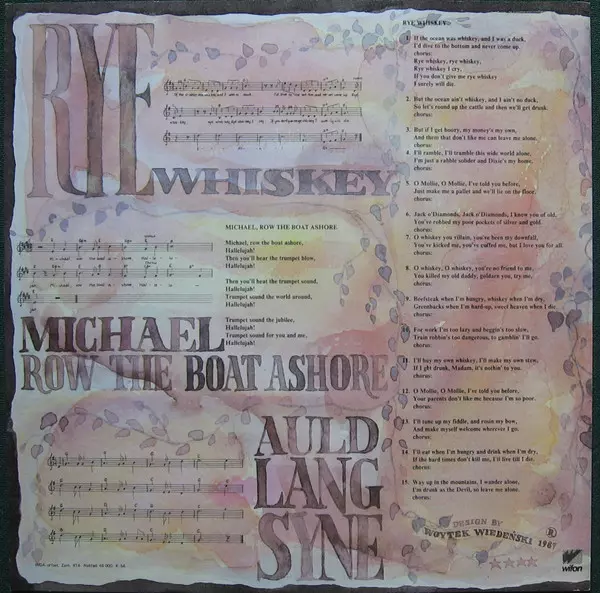 RYE
WHISKEY
MICHAEL, ROW THE BOAT ASHORE
Michael, row the boat ashore,
Hallelujah!
Then you'll hear the trumpet blow,
Hallelujah!
Then you'll hear the trumpet sound,
Hallelujah!
Trumpet sound the world around,
Hallelujah!
Trumpet sound the jubilee,
Hallelujah!
Trumpet sound for you and me,
Hallelujah!
MICHAEL
ROW THE BOAT ASHORE
AULD
LANG
SYNE
RYE WHISKEY
1. If the ocean was whiskey, and I was a duck,
I'd dive to the bottom and never come up.
chorus:
Rye whiskey, rye whiskey,
Rye whiskey I cry,
If you don't give me rye whiskey
I surely will die.
2. But the ocean ain't whiskey, and I ain't no duck,
So let's round up the cattle and then we'll get drunk.
chorus:
3. But if I get boozy, my money's my own,
And them that don't like me can leave me alone.
chorus:
4. I'll ramble, I'll tramble this wide world alone,
I'm just a rabble solider and Dixie's my home.
chorus:
5. O Mollie, O Mollie, I've told you before,
Just make me a pallet and we'll lie on the floor.
chorus:
6. Jack o'Diamonds, Jack o'Diamonds, I know you of old,
You've robbed my poor pockets of silver and gold.
chorus:
7. O whiskey you villain, you've been my downfall,
You've kicked me, you've cuffed me, but I love you for all.
chorus:
8. O whiskey, O whiskey, you're no friend to me,
You killed my old daddy, goldarn you, try me.
chorus:
9. Beefsteak when I'm hungry, whiskey when I'm dry,
Greenbacks when I'm hard-up, sweet heaven when I die.
chorus:
10. For work I'm too lazy and beggin's too slow,
Train robbin's too dangerous, to gamblin' I'll go.
chorus:
11. I'll buy my own whiskey, I'll make my own stew,
If I get drunk, Madam, it's nothin' to you.
chorus:
12. O Mollie, O Mollie, I've told you before,
Your parents don't like me because I'm so poor.
chorus:
13. I'll tune up my fiddle, and rosin my bow,
And make myself welcome wherever I go.
chorus:
14. I'll eat when I'm hungry and drink when I'm dry,
If the hard times don't kill me, I'll live till I die.
chorus:
15. Way up in the mountains, I wander alone,
I'm drunk as the Devil, so leave me alone.
chorus:
DESIGN BY
WOYTEK WIEDEŃSKI 1987
®
wifon